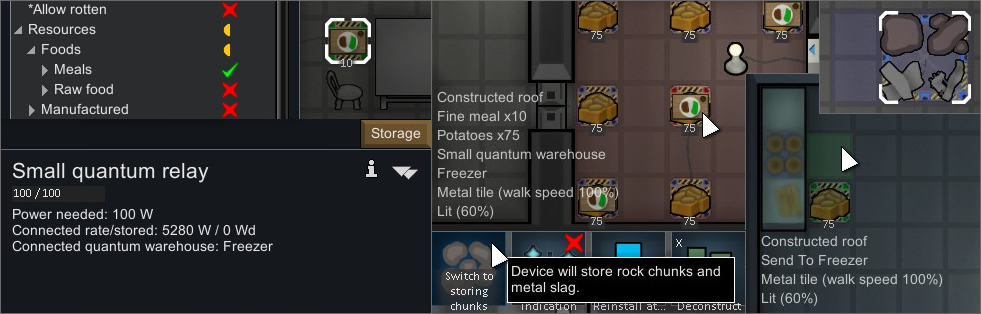 *Allow rotten
Resources
Foods
Meals
Raw food
Manufactured
Storage
Small quantum relay
100 / 100
Power needed: 100 W
Connected rate/stored: 5280 W / 0 Wd
Connected quantum warehouse: Freezer
10
75
75
75
75
75
75
75
Constructed roof
Fine meal x10
Potatoes x75
Small quantum warehouse
Freezer
Metal tile (walk speed 100%)
Lit (60%)
Switch to
storing
chunks
X
Device will store rock chunks and
metal slag.
Indication
Reinstall at...
Deconstruct
75
Constructed roof
Send To Freezer
Metal tile (walk speed 100%)
Lit (60%)